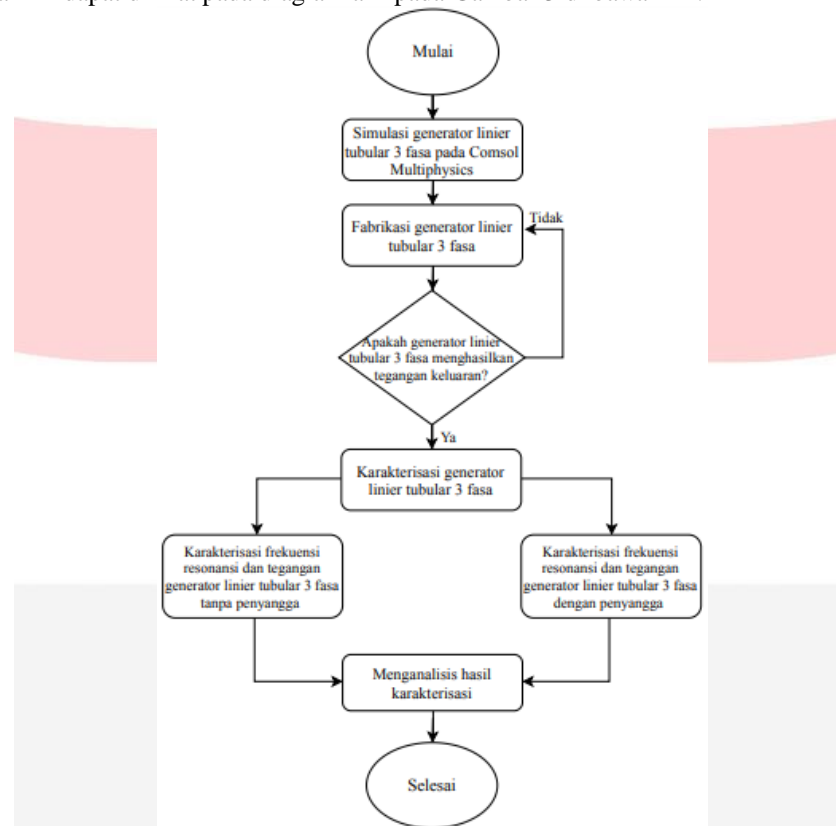 Mulai
Simulasi generator linier
tubular 3 fasa pada Comsol
Multiphysics
Tidak
Fabrikasi generator linier
tubular 3 fasa
Apakah generator linier
tubular 3 fasa menghasilkan
tegangan keluaran?
Ya
Karakterisasi generator
linier tubular 3 fasa
Karakterisasi frekuensi
resonansi dan tegangan
generator linier tubular 3 fasa
tanpa penyangga
Karakterisasi frekuensi
resonansi dan tegangan
generator linier tubular 3 fasa
dengan penyangga
Menganalisis hasil
karakterisasi
Selesai